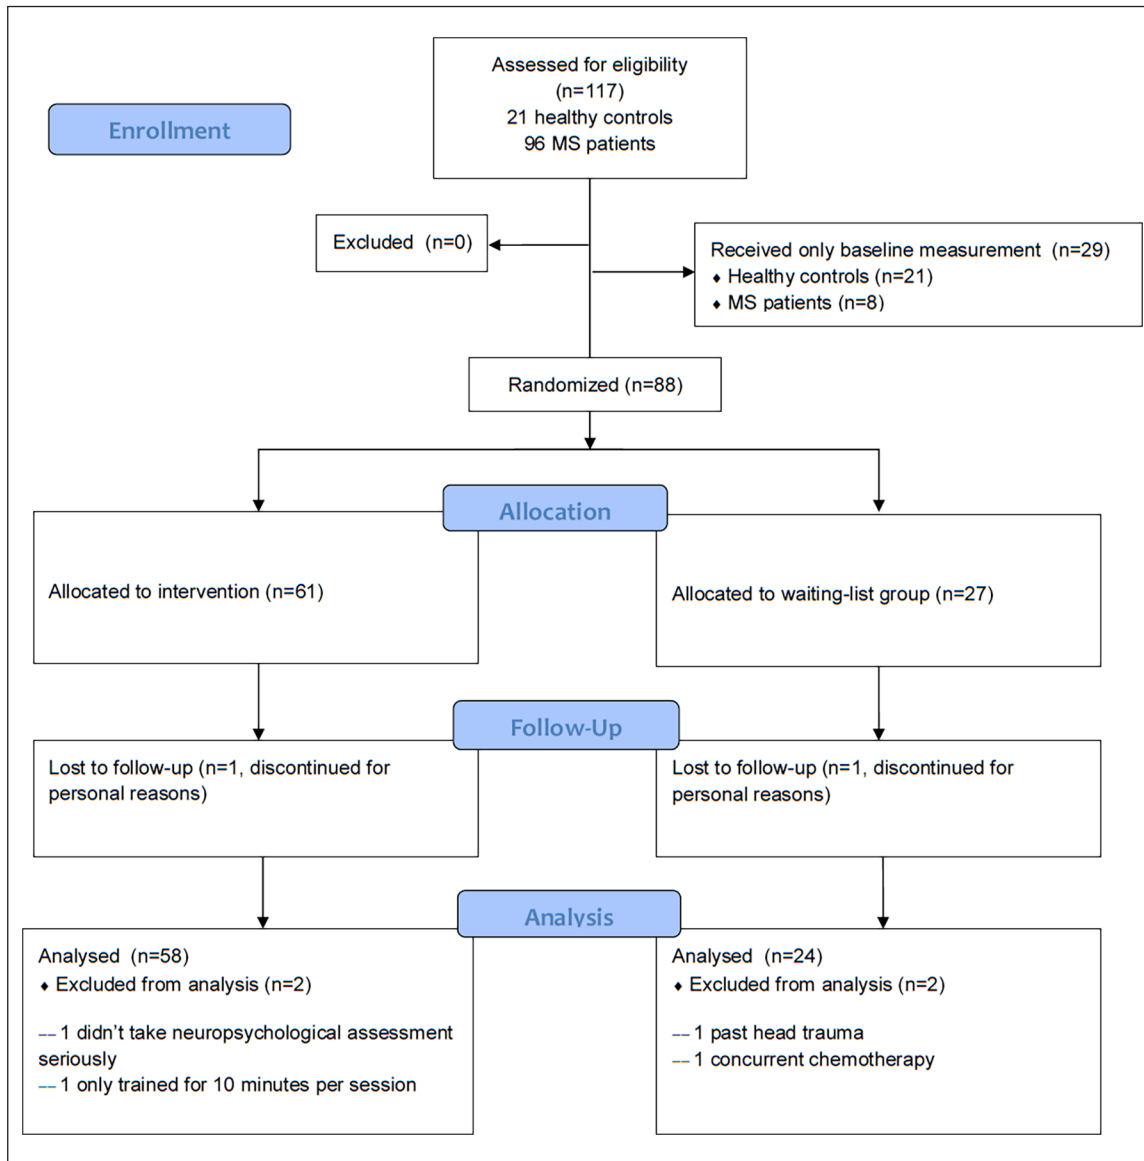 Assessed for eligibility
(n=117)
21 healthy controls
96 MS patients
Enrollment
Excluded (n=0)
Received only baseline measurement (n=29)
♦ Healthy controls (n=21)
♦ MS patients (n=8)
Randomized (n=88)
Allocation
Allocated to intervention (n=61)
Allocated to waiting-list group (n=27)
Follow-Up
Lost to follow-up (n=1, discontinued for
personal reasons)
Lost to follow-up (n=1, discontinued for
personal reasons)
Analysis
Analysed (n=58)
♦ Excluded from analysis (n=2)
–– 1 didn't take neuropsychological assessment
seriously
–– 1 only trained for 10 minutes per session
Analysed (n=24)
♦ Excluded from analysis (n=2)
–– 1 past head trauma
–– 1 concurrent chemotherapy